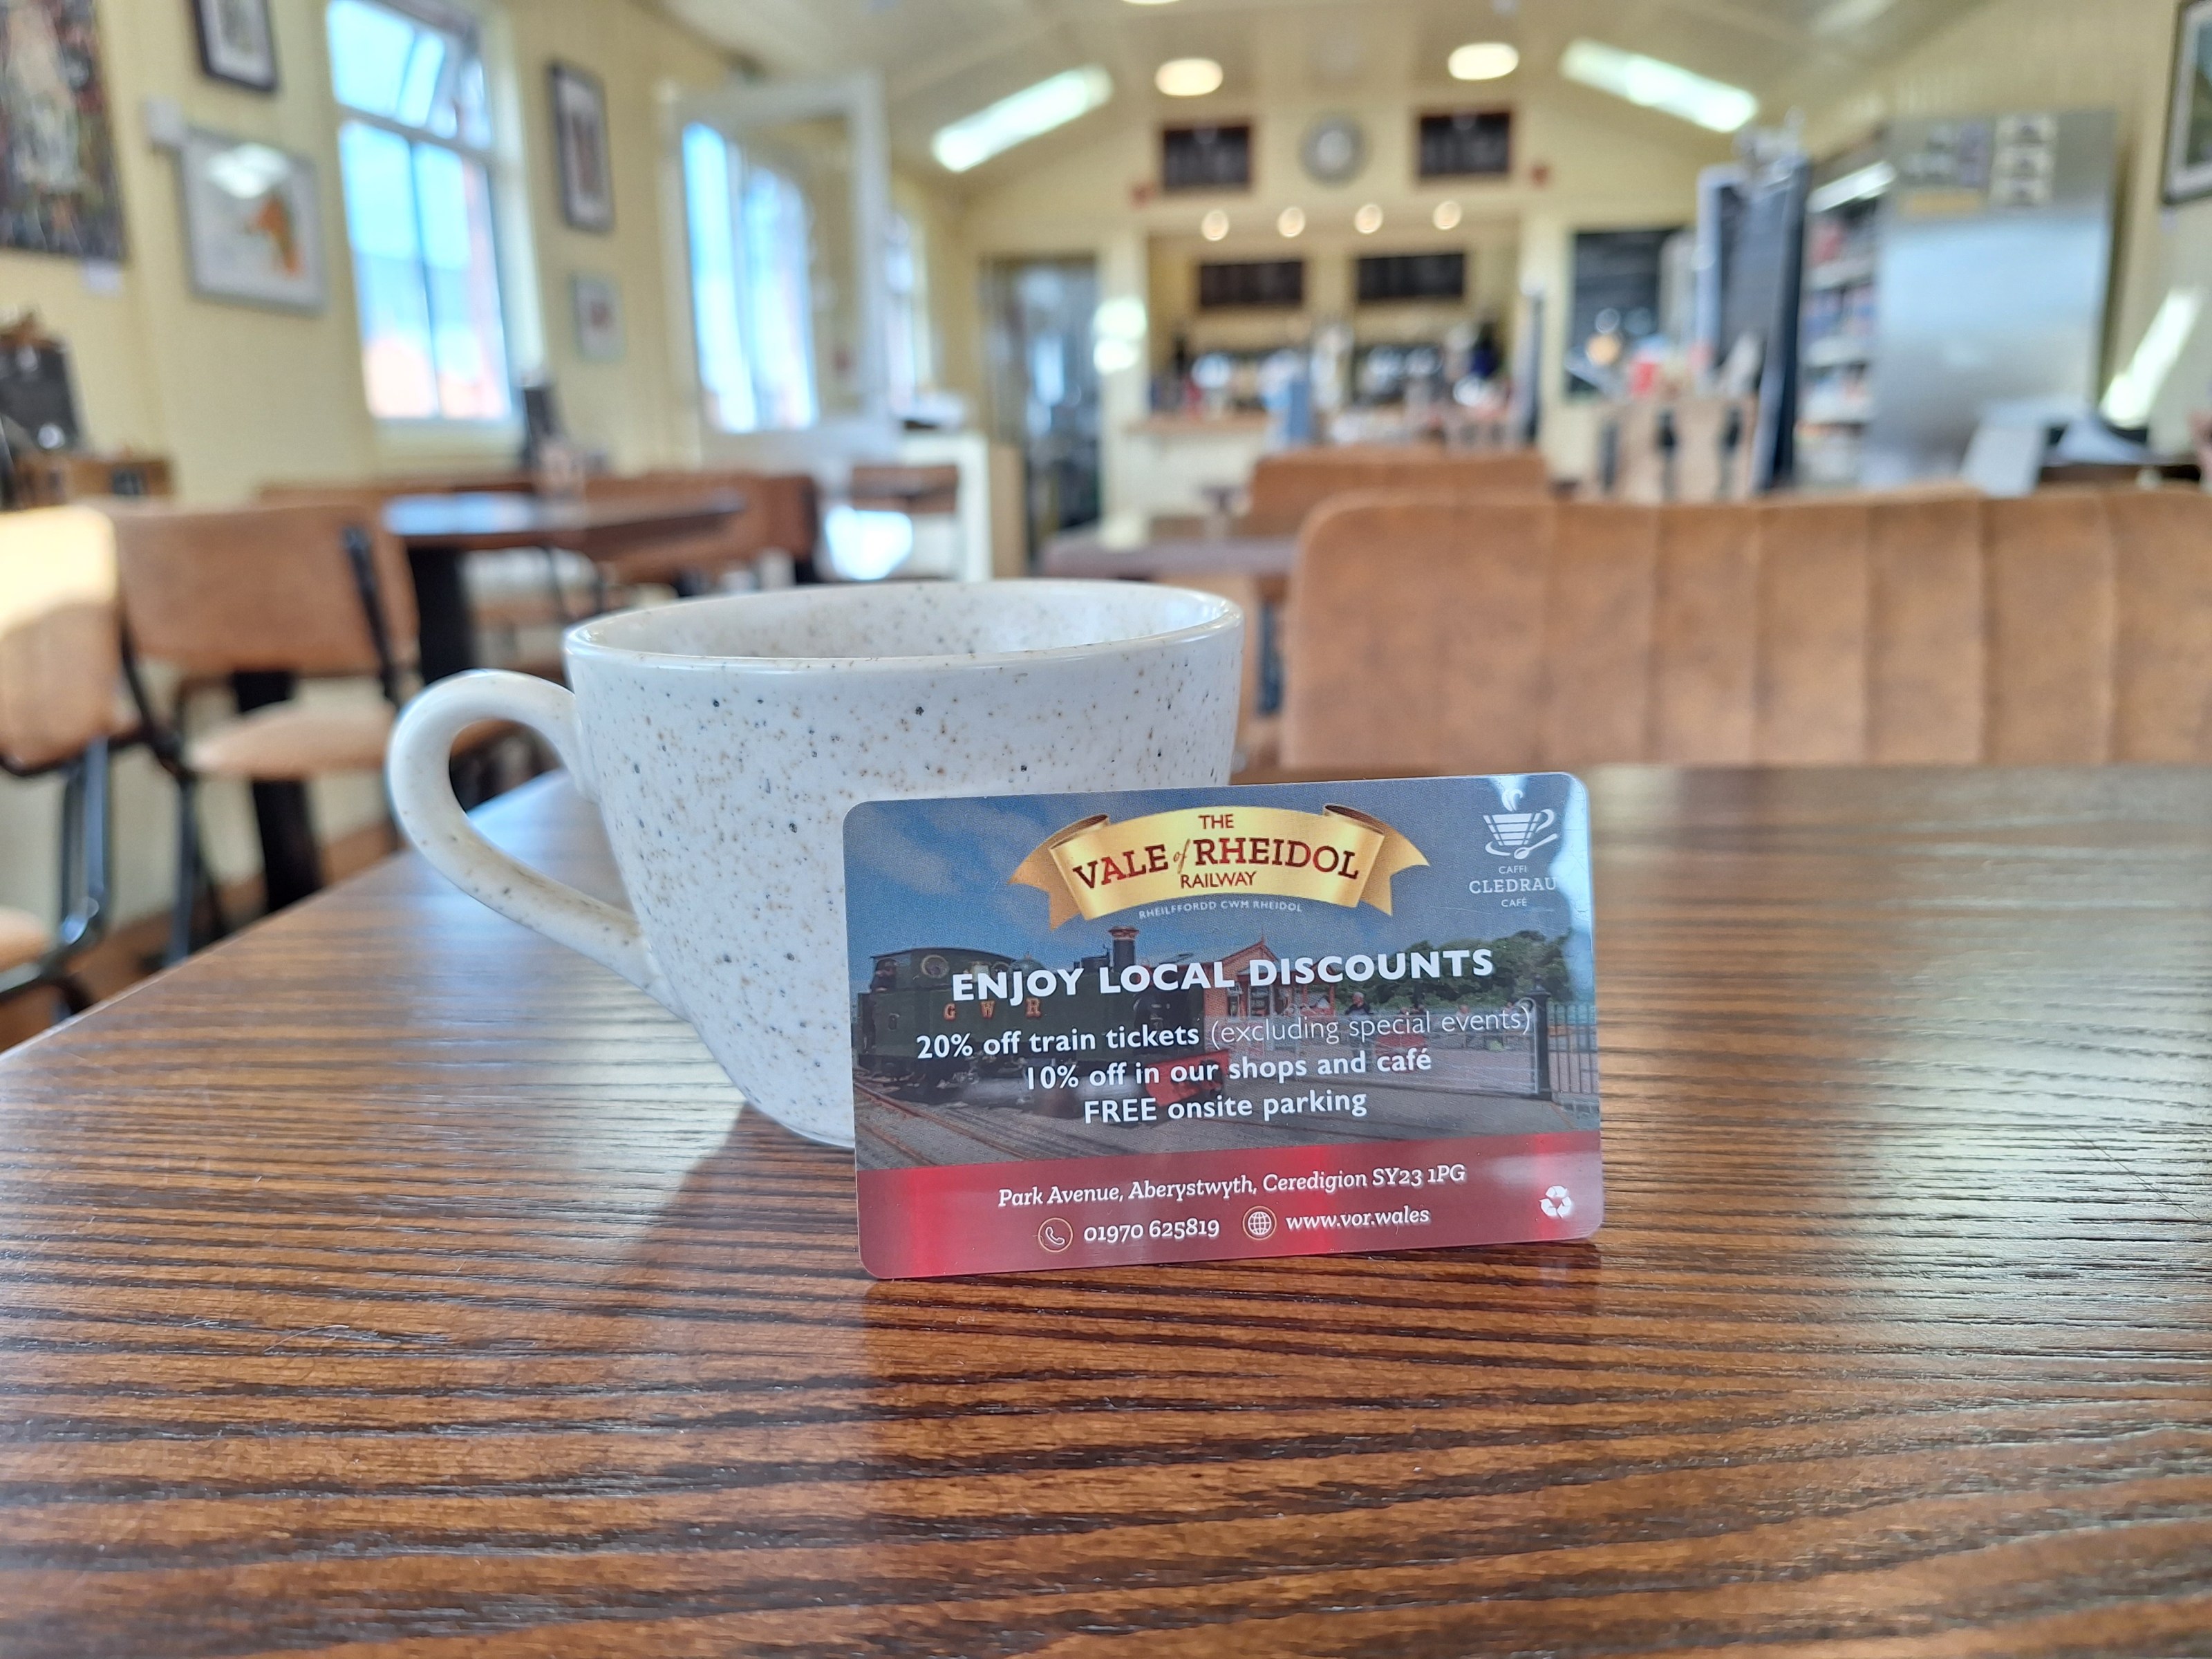 THE
VALE of RHEIDOL
RAILWAY
RHEILFFORDD CWM RHEIDOL
CAFFI
CLEDRAU
CAFÉ
ENJOY LOCAL DISCOUNTS
G W R
20% off train tickets (excluding special events)
10% off in our shops and café
FREE onsite parking
Park Avenue, Aberystwyth, Ceredigion SY23 1PG
01970 625819 www.vor.wales